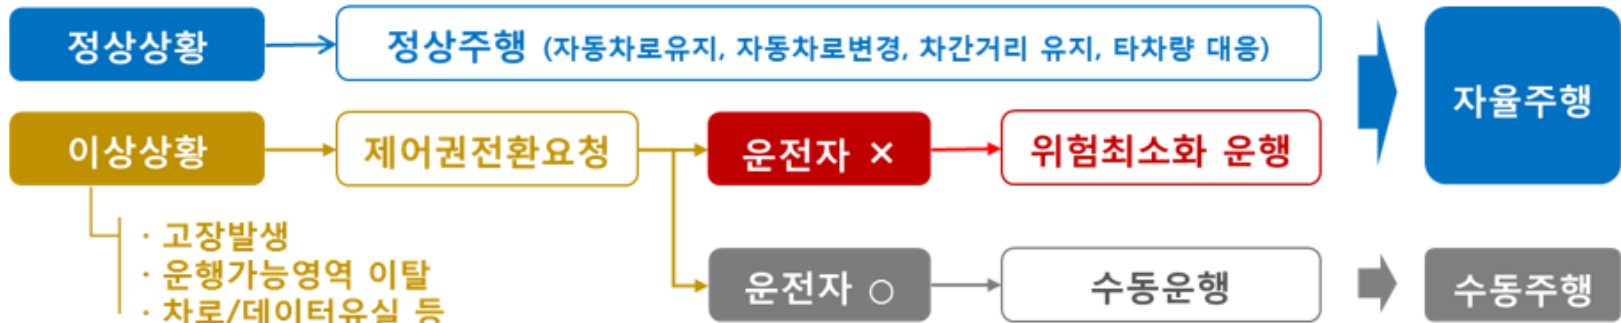 정상상황
정상주행 (자동차로유지, 자동차로변경, 차간거리 유지, 타차량 대응)
자율주행
이상상황
제어권전환요청
운전자 ×
위험최소화 운행
· 고장발생
· 운행가능영역 이탈
· 차로/데이터유실 등
운전자 ○
수동운행
수동주행